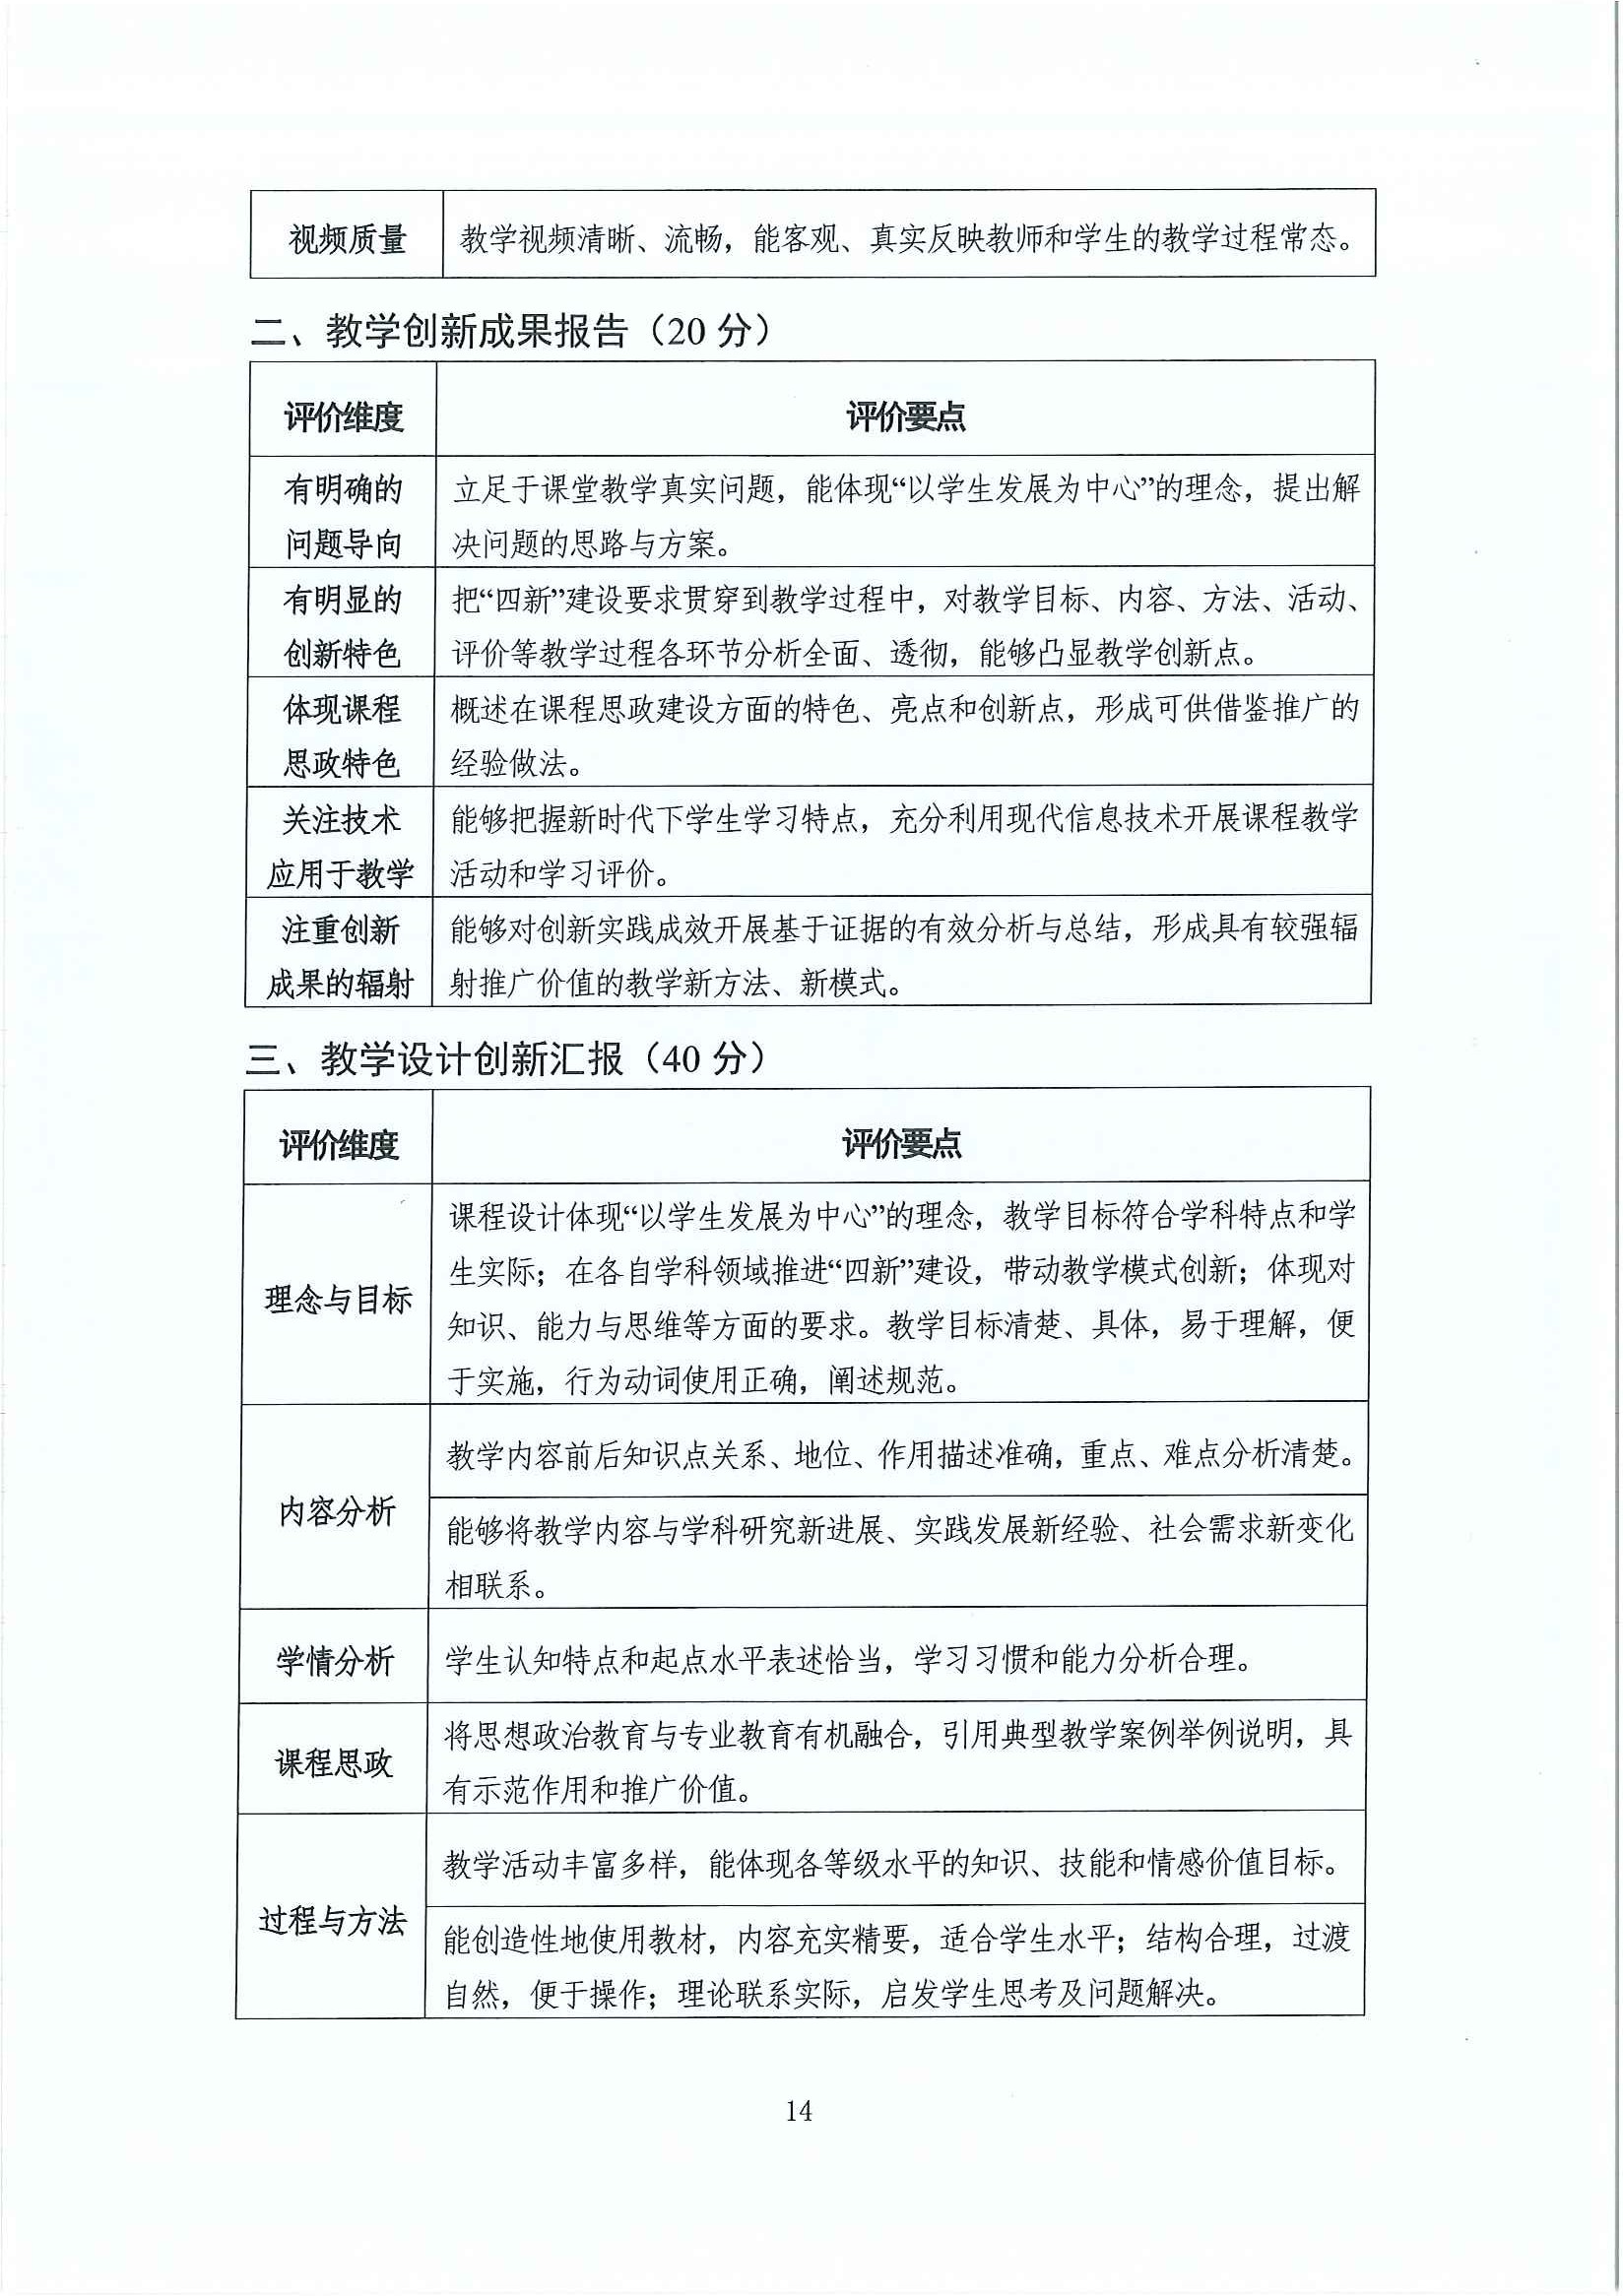 视频质量
教学视频清晰、流畅，能客观、真实反映教师和学生的教学过程常态。
二、教学创新成果报告（20 分）
评价维度
评价要点
有明确的
问题导向
立足于课堂教学真实问题，能体现“以学生发展为中心”的理念，提出解
决问题的思路与方案。
有明显的
创新特色
把“四新”建设要求贯穿到教学过程中，对教学目标、内容、方法、活动、
评价等教学过程各环节分析全面、透彻，能够凸显教学创新点。
体现课程
思政特色
概述在课程思政建设方面的特色、亮点和创新点，形成可供借鉴推广的
经验做法。
关注技术
应用于教学
能够把握新时代下学生学习特点，充分利用现代信息技术开展课程教学
活动和学习评价。
注重创新
成果的辐射
能够对创新实践成效开展基于证据的有效分析与总结，形成具有较强辐
射推广价值的教学新方法、新模式。
三、教学设计创新汇报（40 分）
评价维度
评价要点
理念与目标
课程设计体现“以学生发展为中心”的理念，教学目标符合学科特点和学
生实际；在各自学科领域推进“四新”建设，带动教学模式创新；体现对
知识、能力与思维等方面的要求。教学目标清楚、具体，易于理解，便
于实施，行为动词使用正确，阐述规范。
内容分析
教学内容前后知识点关系、地位、作用描述准确，重点、难点分析清楚。
能够将教学内容与学科研究新进展、实践发展新经验、社会需求新变化
相联系。
学情分析
学生认知特点和起点水平表述恰当，学习习惯和能力分析合理。
课程思政
将思想政治教育与专业教育有机融合，引用典型教学案例举例说明，具
有示范作用和推广价值。
过程与方法
教学活动丰富多样，能体现各等级水平的知识、技能和情感价值目标。
能创造性地使用教材，内容充实精要，适合学生水平；结构合理，过渡
自然，便于操作；理论联系实际，启发学生思考及问题解决。
14